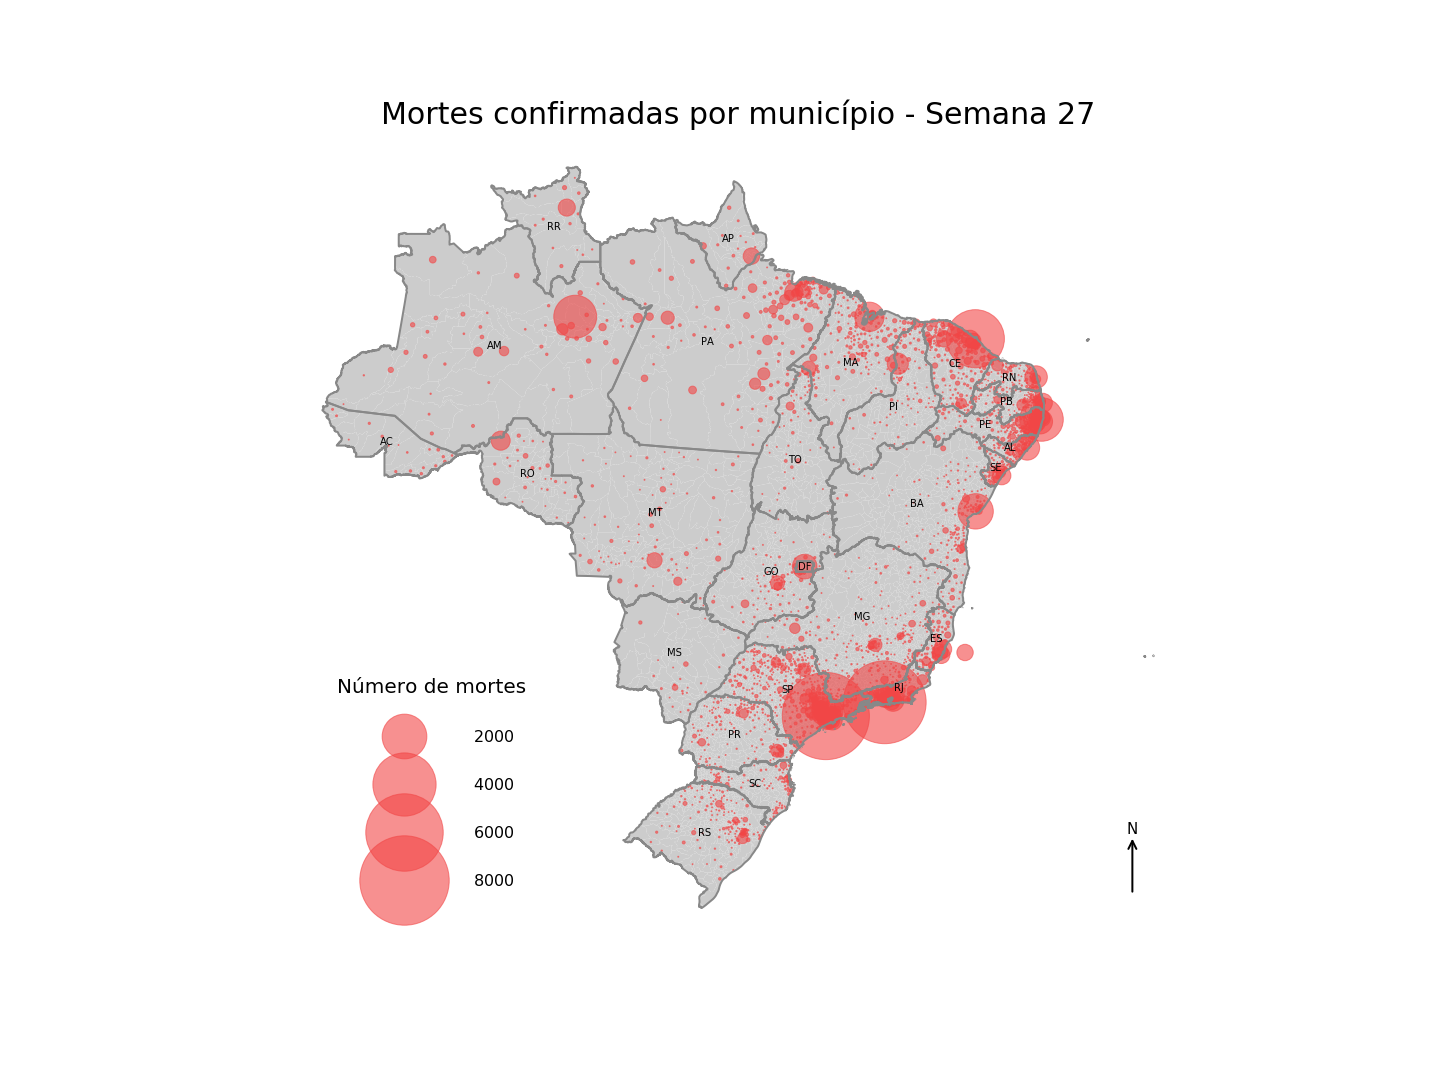 Mortes confirmadas por município - Semana 27
RR
AP
AM
PA
MA
CE
RN
PB
PI
PE
AC
AL
TO
SE
RO
BA
MT
GO
DF
MG
ES
MS
SP
RJ
PR
SC
RS
Número de mortes
2000
4000
6000
8000
N